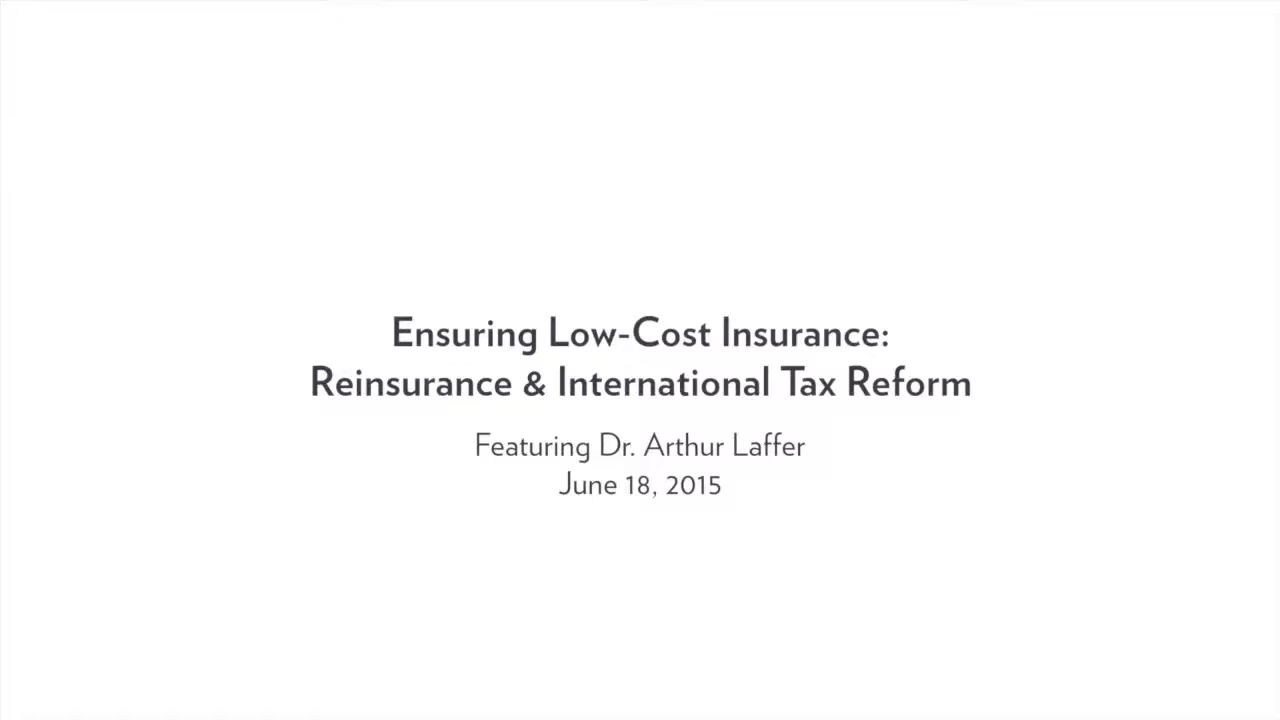 Ensuring Low-Cost Insurance:
Reinsurance & International Tax Reform
Featuring Dr. Arthur Laffer
June 18, 2015